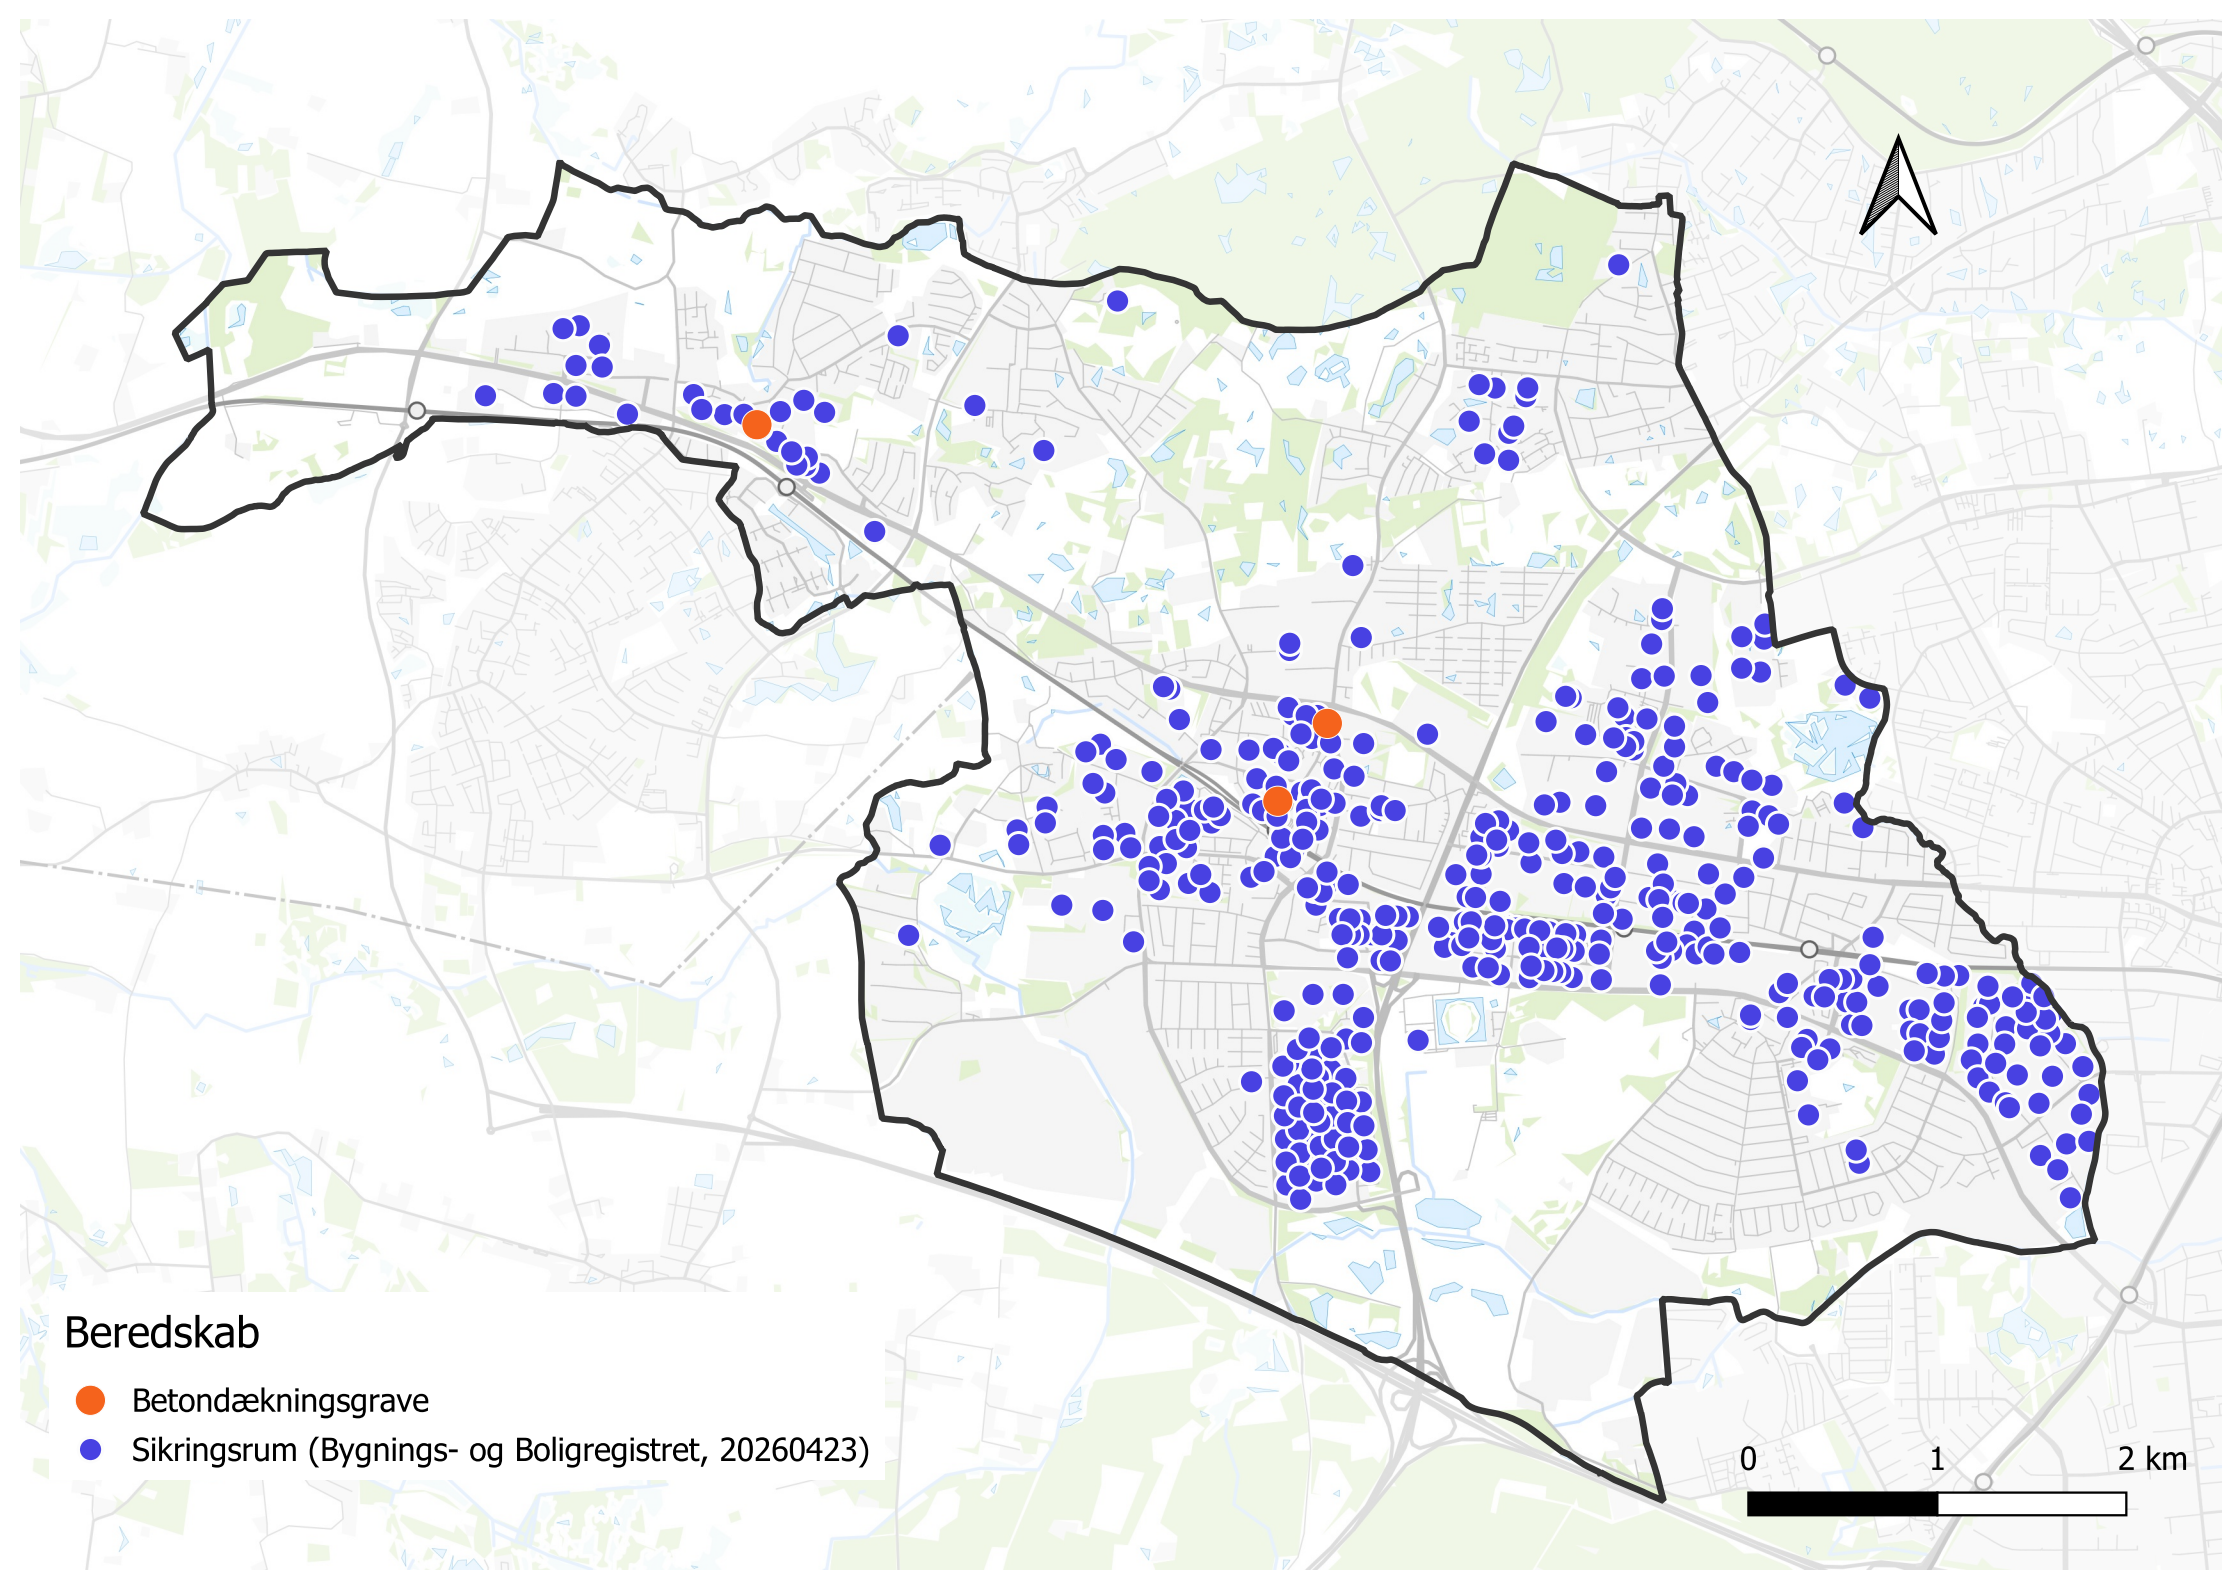 Beredskab
Betondækningsgrave
Sikringsrum (Bygnings- og Boligregistret, 20260423)
0 1 2 km